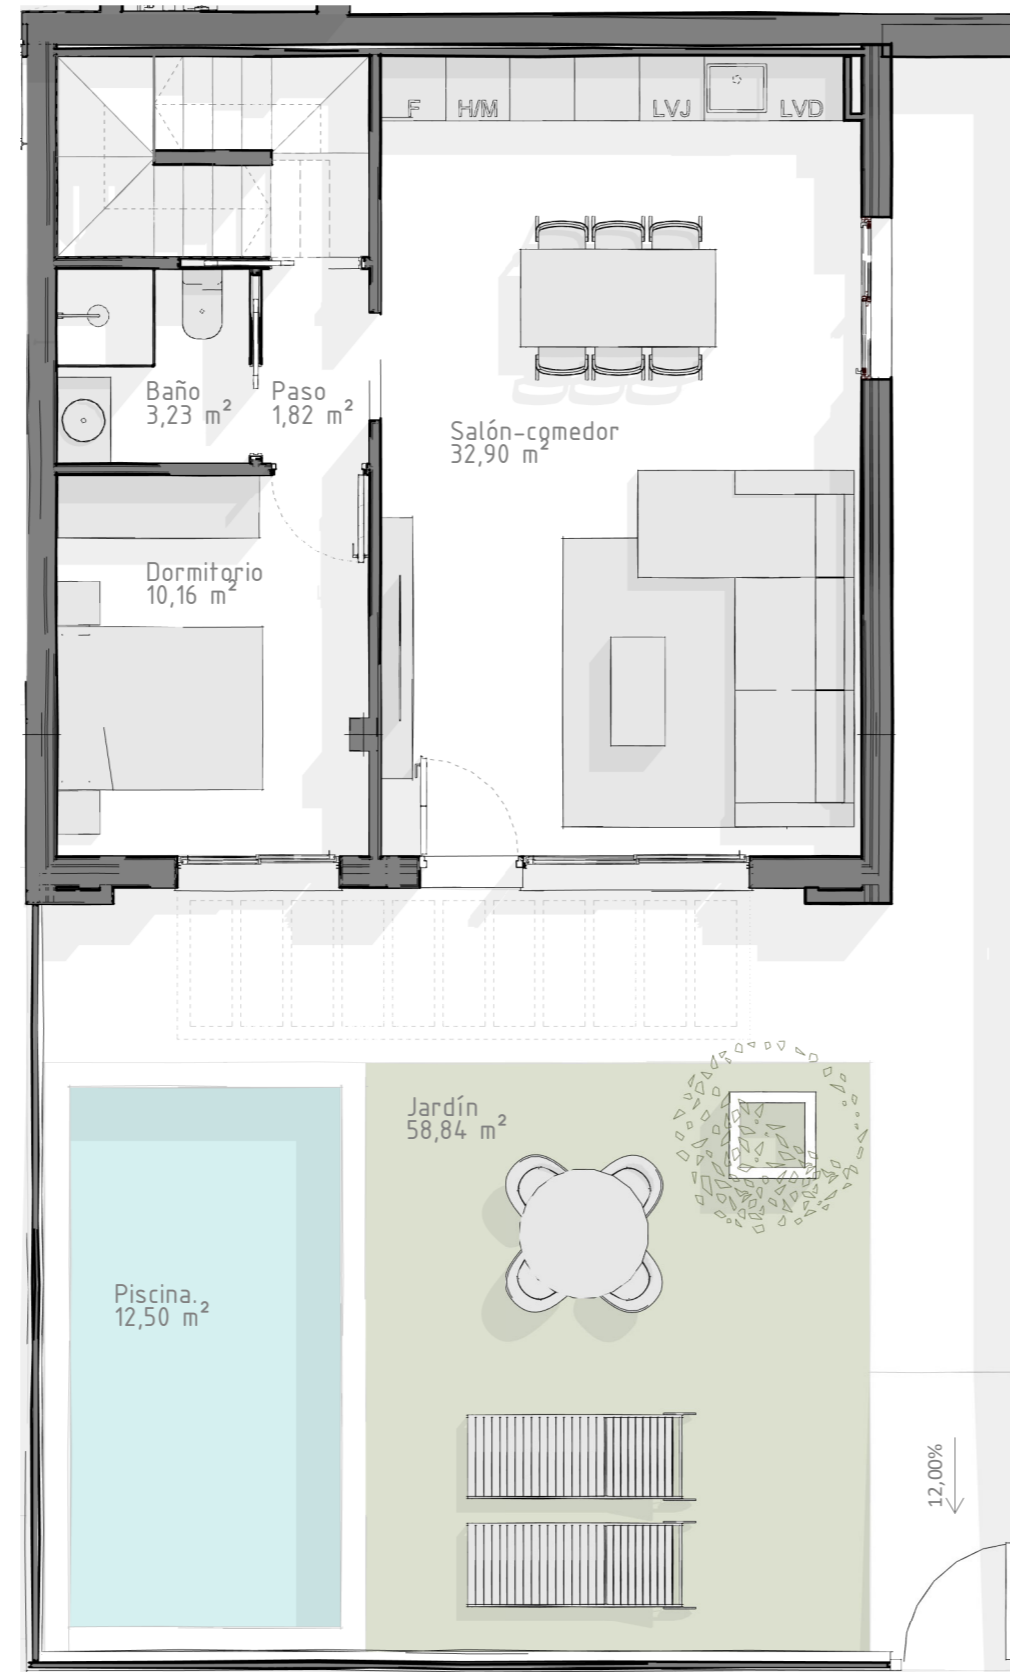 F
H/M
LVJ
LVD
Baño
3,23 m²
Paso
1,82 m²
Salón-comedor
32,90 m²
Dormitorio
10,16 m²
Jardín
58,84 m²
Piscina.
12,50 m²
12,00%